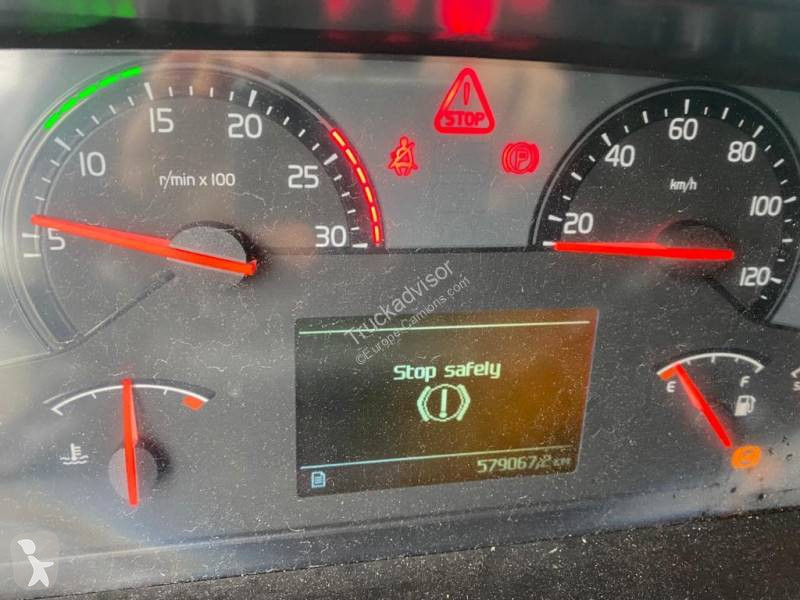 STOP
5
10
15
20
25
30
r/min x 100
P
20
40
60
80
100
120
km/h
Truckadvisor
©Europe-Camions.com
Stop safely
579067,2 km
E
F